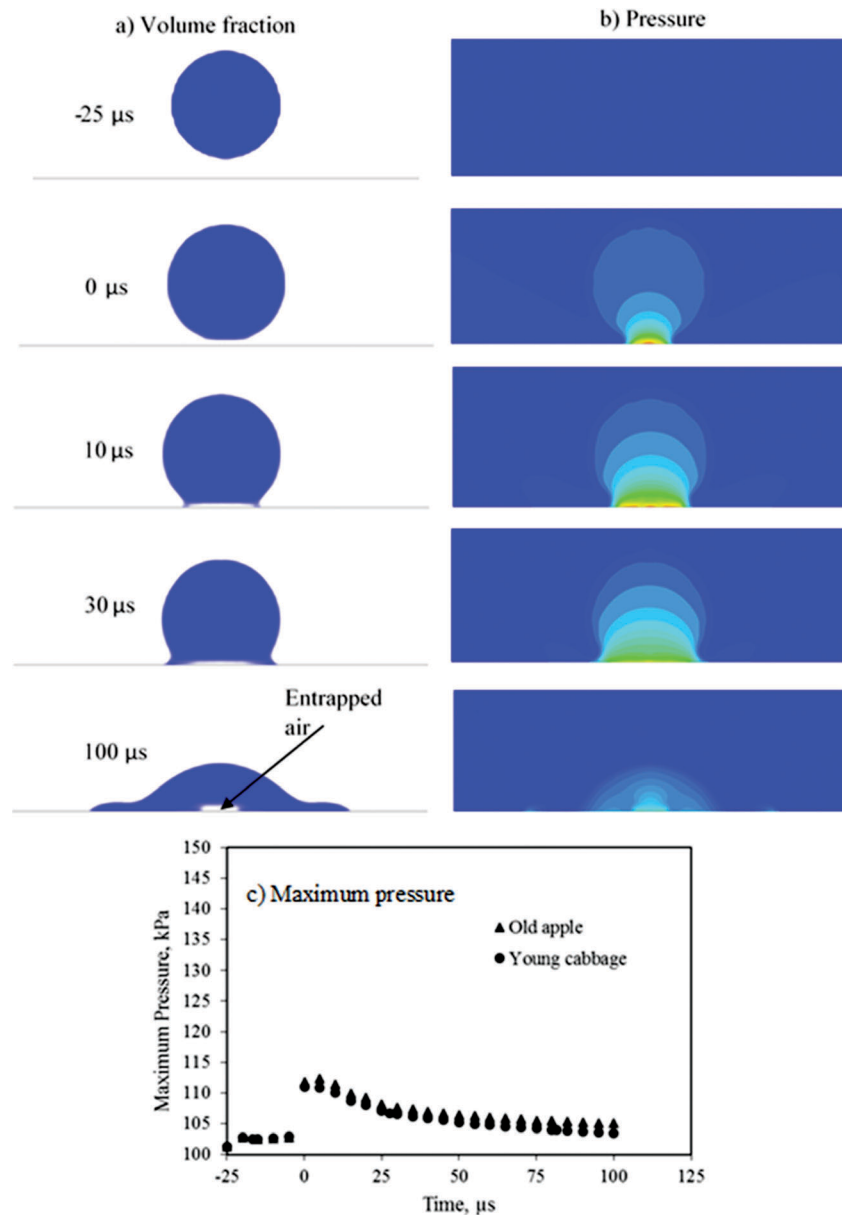 a) Volume fraction
b) Pressure
-25 µs
0 µs
10 µs
30 µs
Entrapped
air
100 µs
c) Maximum pressure
▲ Old apple
● Young cabbage
Maximum Pressure, kPa
150
145
140
135
130
125
120
115
110
105
100
-25
0
25
50
75
100
125
Time, µs